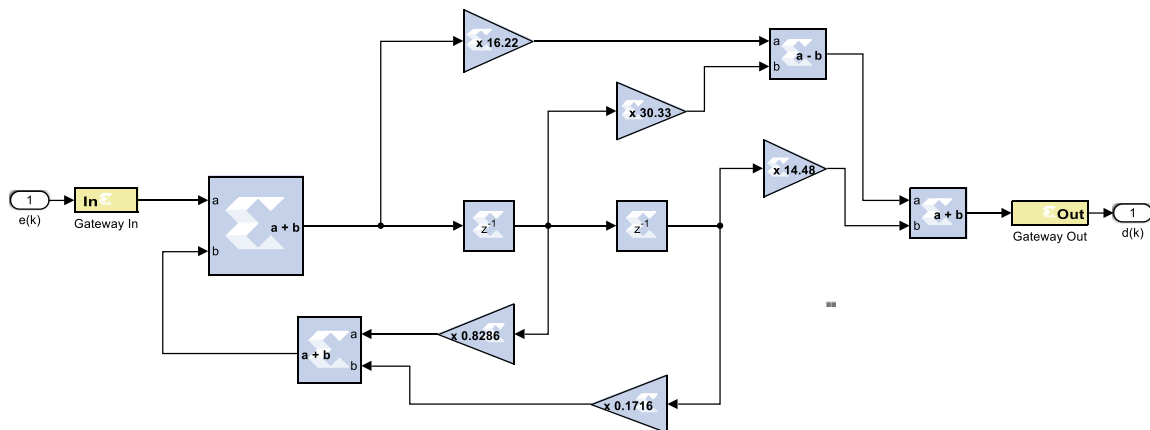 x 16.22
a
b
a - b
x 30.33
x 14.48
1
e(k)
In
Gateway In
a
b
a + b
z-1
z-1
a
b
a + b
Out
Gateway Out
1
d(k)
a + b
a
b
x 0.8286
x 0.1716